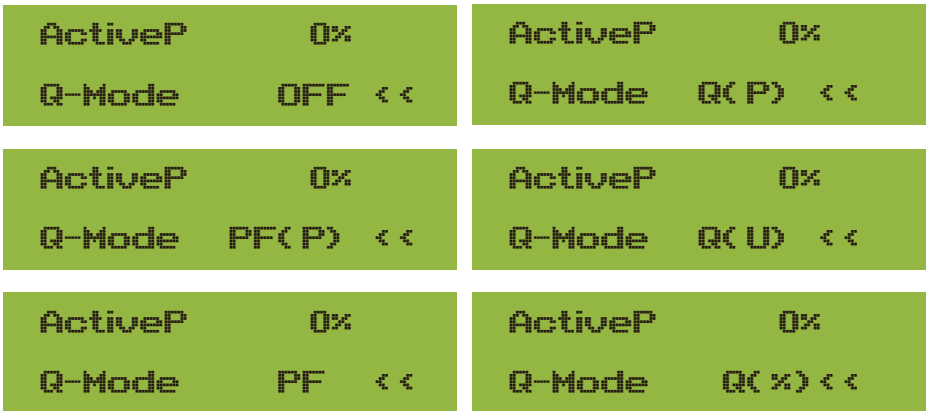 ActiveP 0%
Q-Mode OFF <<
ActiveP 0%
Q-Mode Q(P) <<
ActiveP 0%
Q-Mode PF(P) <<
ActiveP 0%
Q-Mode Q(U) <<
ActiveP 0%
Q-Mode PF <<
ActiveP 0%
Q-Mode Q(%)<<